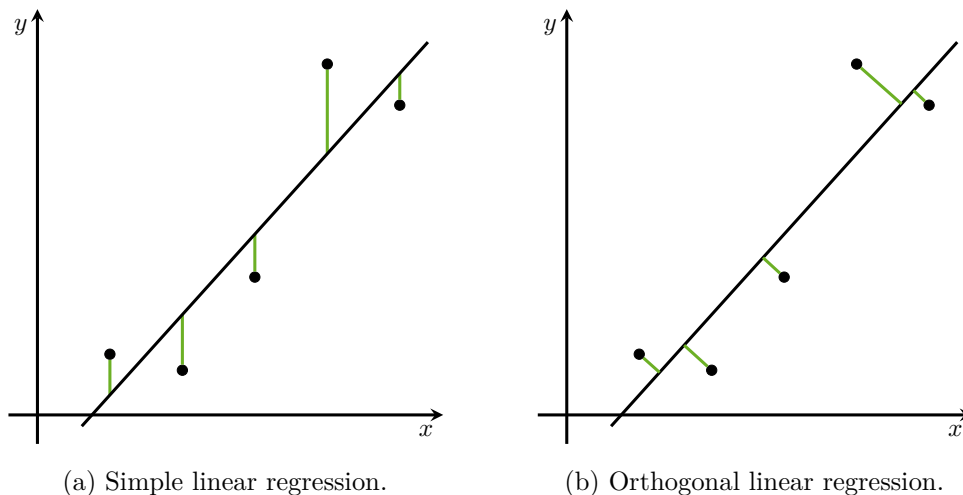 y
x
(a) Simple linear regression.
y
x
(b) Orthogonal linear regression.